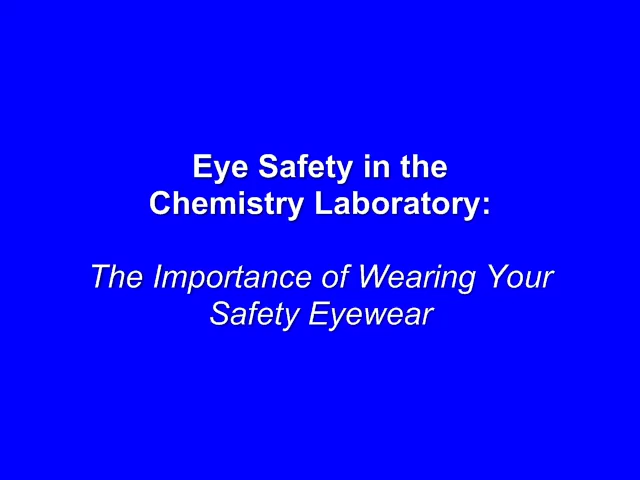 Eye Safety in the
Chemistry Laboratory:
The Importance of Wearing Your
Safety Eyewear